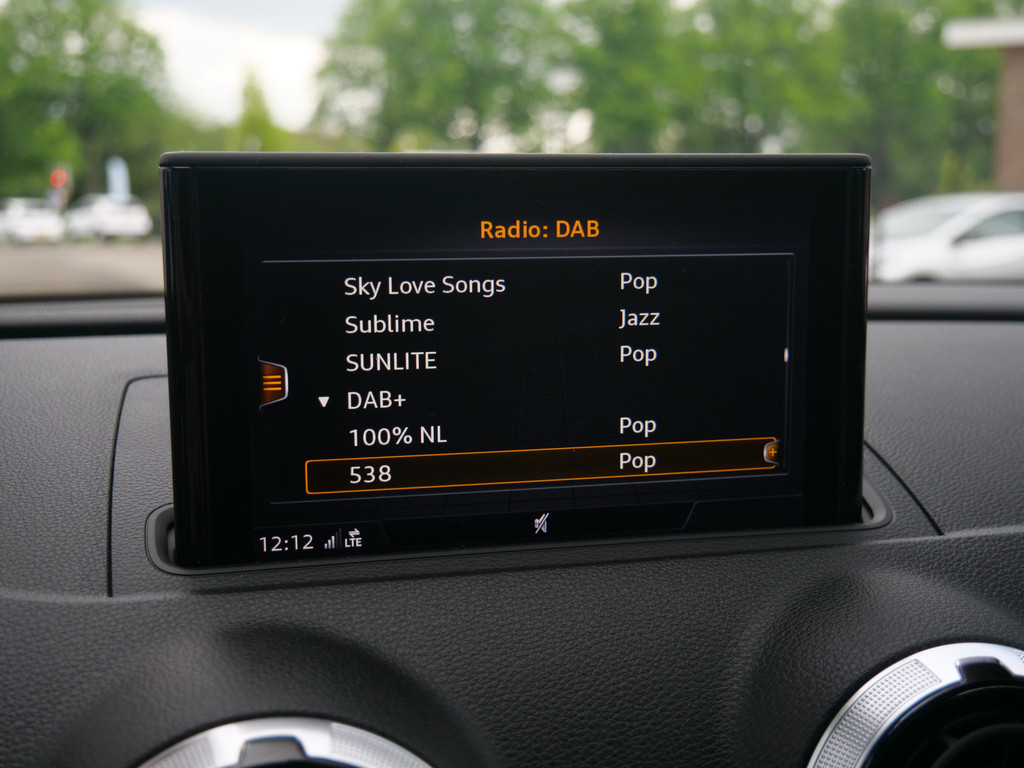 Radio: DAB
Sky Love Songs Pop
Sublime Jazz
SUNLITE Pop
DAB+
100% NL Pop
538 Pop
12:12 LTE